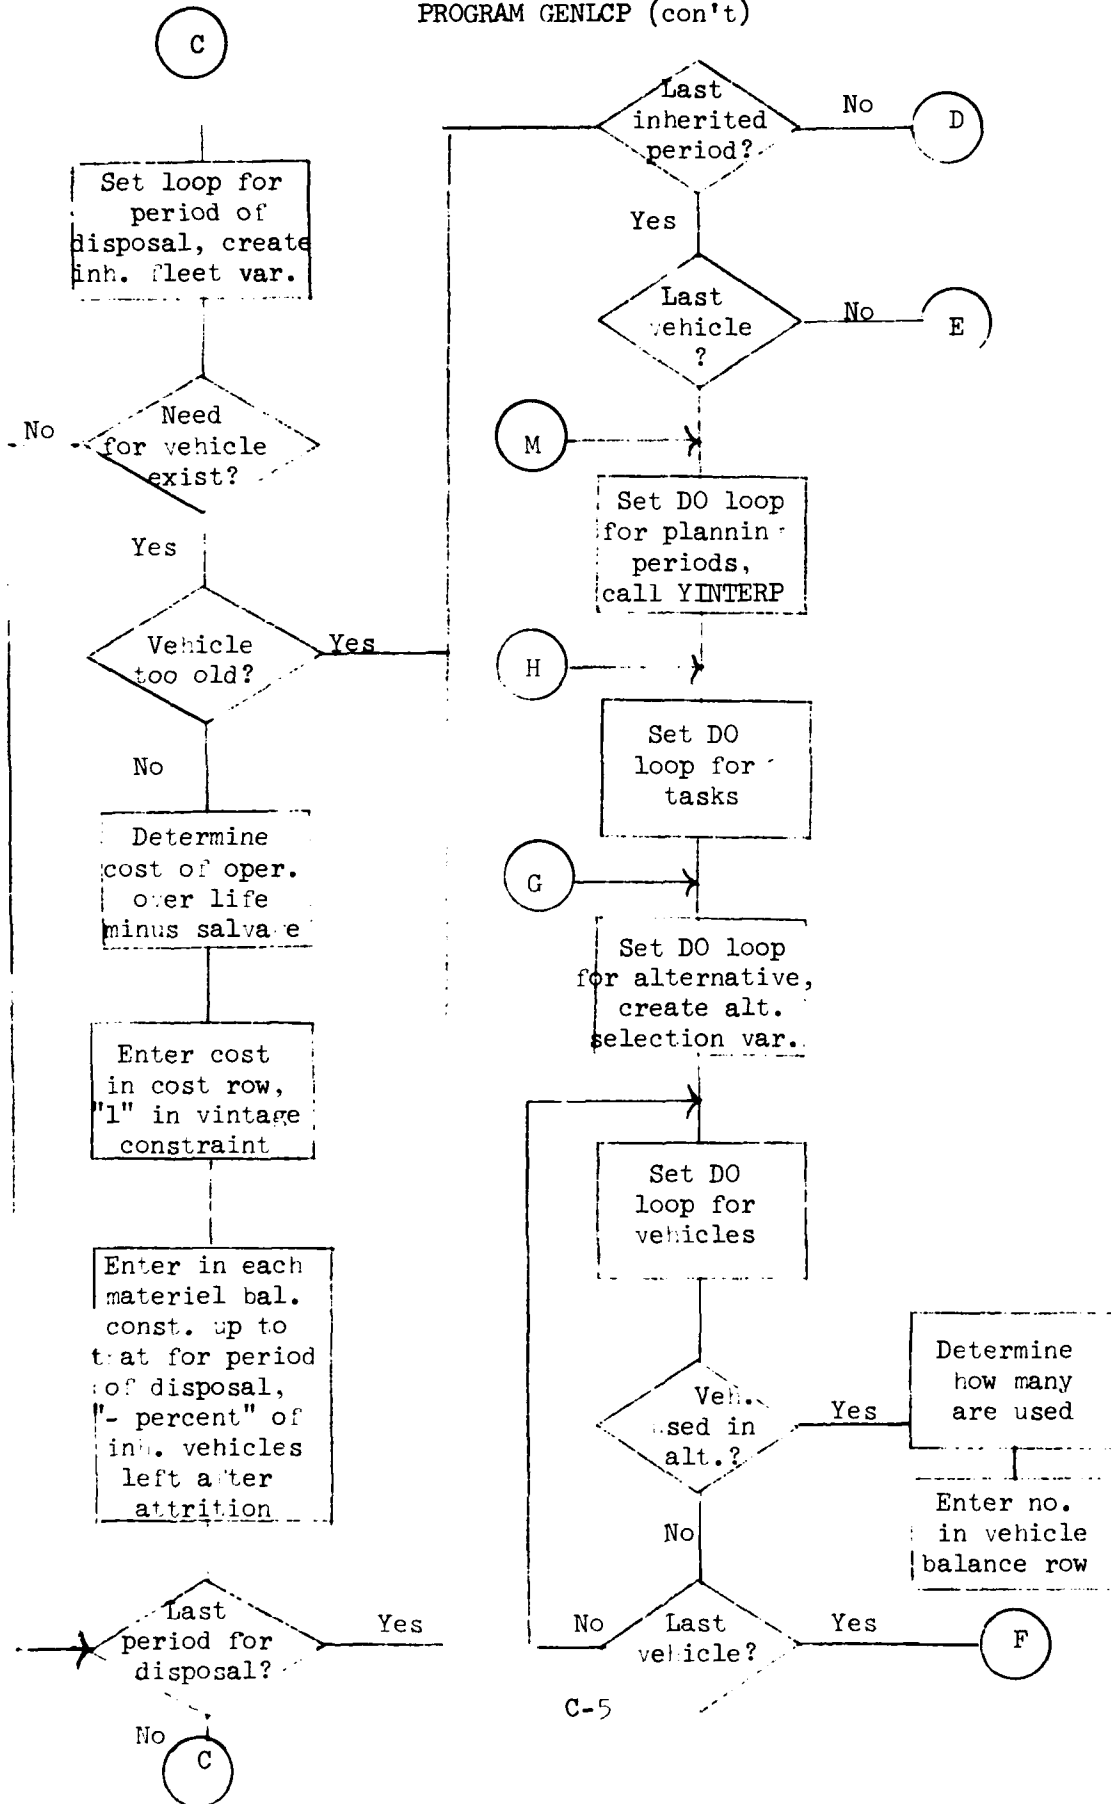 PROGRAM GENLCP (con't)
C
Set loop for
period of
disposal, create
inh. fleet var.
Need
for vehicle
exist?
No
Yes
Vehicle
too old?
Yes
No
Determine
cost of oper.
over life
minus salvage
Enter cost
in cost row,
"1" in vintage
constraint
Enter in each
materiel bal.
const. up to
that for period
of disposal,
"- percent" of
inh. vehicles
left after
attrition
Last
period for
disposal?
Yes
No
C
Last
inherited
period?
No
D
Yes
Last
vehicle
?
No
E
M
Set DO loop
for planning
periods,
call YINTERP
H
Set DO
loop for
tasks
G
Set DO loop
for alternative,
create alt.
selection var.
Set DO
loop for
vehicles
Veh.
used in
alt.?
Yes
Determine
how many
are used
Enter no.
in vehicle
balance row
No
Last
vehicle?
No
Yes
F
C-5